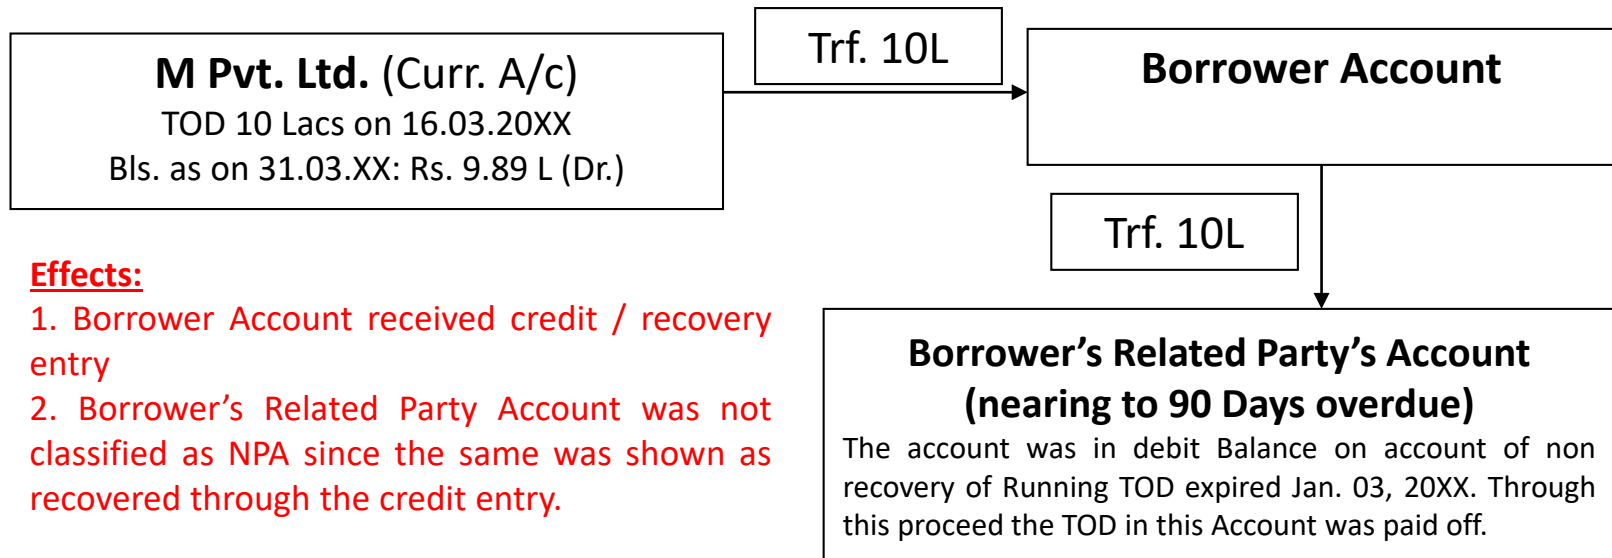 Trf. 10L
M Pvt. Ltd. (Curr. A/c)
TOD 10 Lacs on 16.03.20XX
Bls. as on 31.03.XX: Rs. 9.89 L (Dr.)
Borrower Account
Trf. 10L
Effects:
1. Borrower Account received credit / recovery
entry
2. Borrower's Related Party Account was not
classified as NPA since the same was shown as
recovered through the credit entry.
Borrower's Related Party's Account
(nearing to 90 Days overdue)
The account was in debit Balance on account of non
recovery of Running TOD expired Jan. 03, 20XX. Through
this proceed the TOD in this Account was paid off.